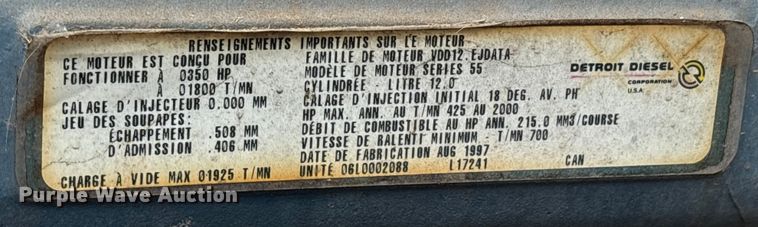 RENSEIGNEMENTS IMPORTANTS SUR LE MOTEUR
CE MOTEUR EST CONÇU POUR
FONCTIONNER À 0350 HP
À 01800 T/MN
CALAGE D'INJECTEUR 0.000 MM
JEU DES SOUPAPES:
ÉCHAPPEMENT .508 MM
D'ADMISSION .406 MM
CHARGE À VIDE MAX 01925 T/MN
FAMILLE DE MOTEUR VDD12.EJDATA
MODÈLE DE MOTEUR SERIES 55
CYLINDRÉE - LITRE 12.0
CALAGE D'INJECTION INITIAL 18 DEG. AV. PH
HP MAX. ANN. AU T/MN 425 AU 2000
DÉBIT DE COMBUSTIBLE AU HP ANN. 215.0 MM3/COURSE
VITESSE DE RALENTI MINIMUM - T/MN 700
DATE DE FABRICATION AUG 1997
UNITÉ 06L0002088 L17241 CAN
DETROIT DIESEL
CORPORATION
U.S.A.
Purple Wave Auction